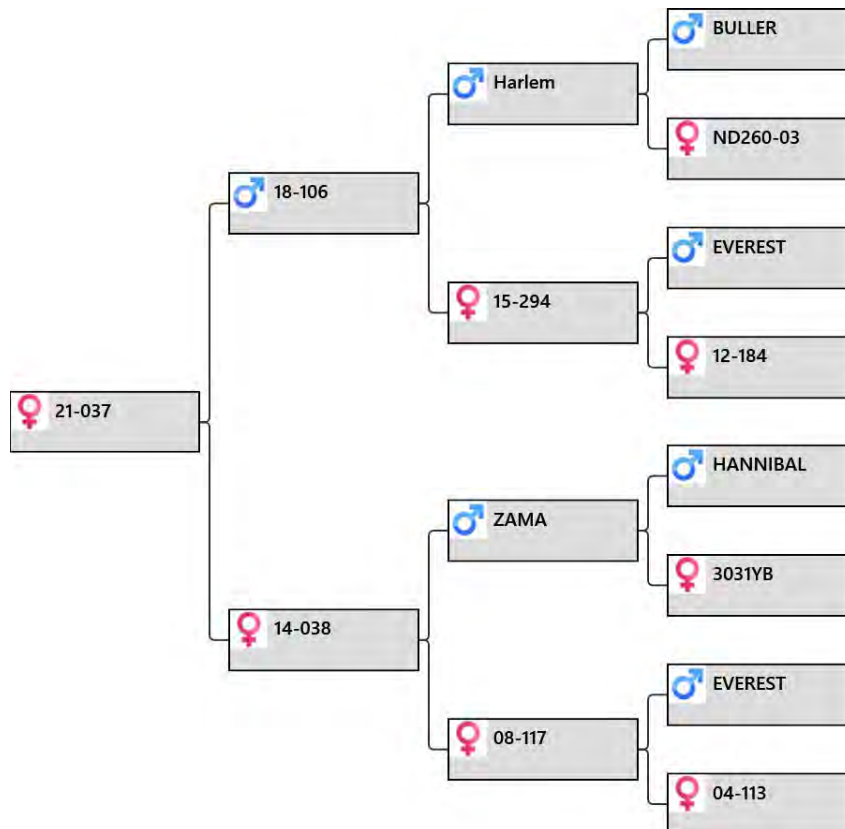 BULLER
Harlem
ND260-03
18-106
EVEREST
15-294
12-184
21-037
HANNIBAL
ZAMA
3031YB
14-038
EVEREST
08-117
04-113